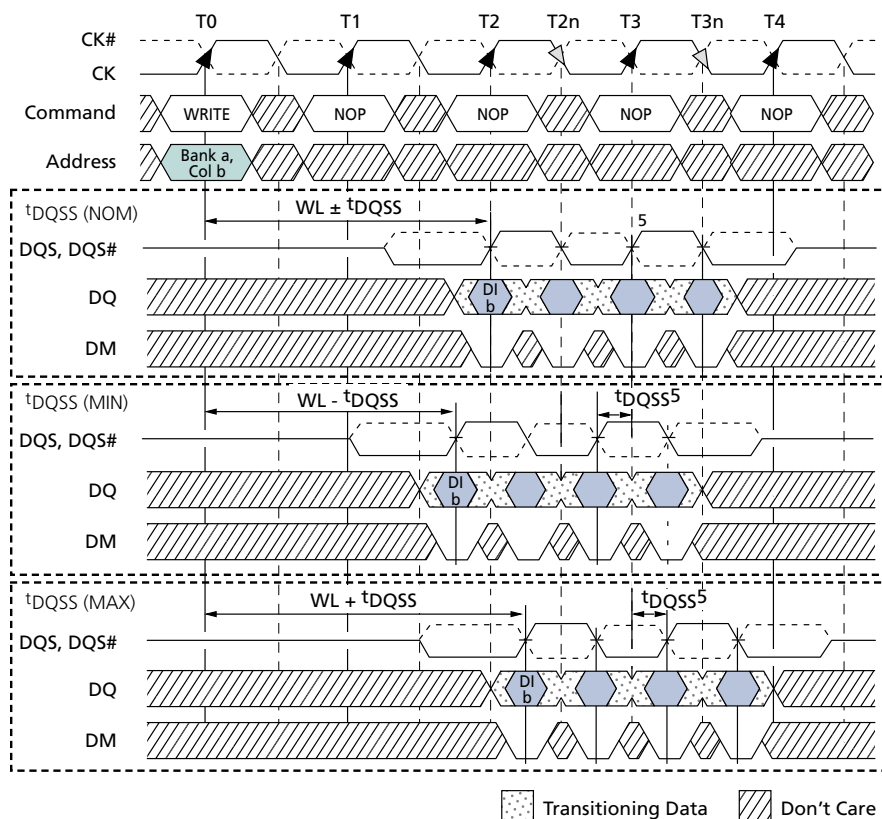 T0 T1 T2 T2n T3 T3n T4
CK#
CK
Command WRITE NOP NOP NOP NOP
Address Bank a,
Col b
tDQSS (NOM) WL ± tDQSS
5
DQS, DQS#
DQ DI
b
DM
tDQSS (MIN) WL - tDQSS tDQSS5
DQS, DQS#
DQ DI
b
DM
tDQSS (MAX) WL + tDQSS tDQSS5
DQS, DQS#
DQ DI
b
DM
Transitioning Data Don't Care